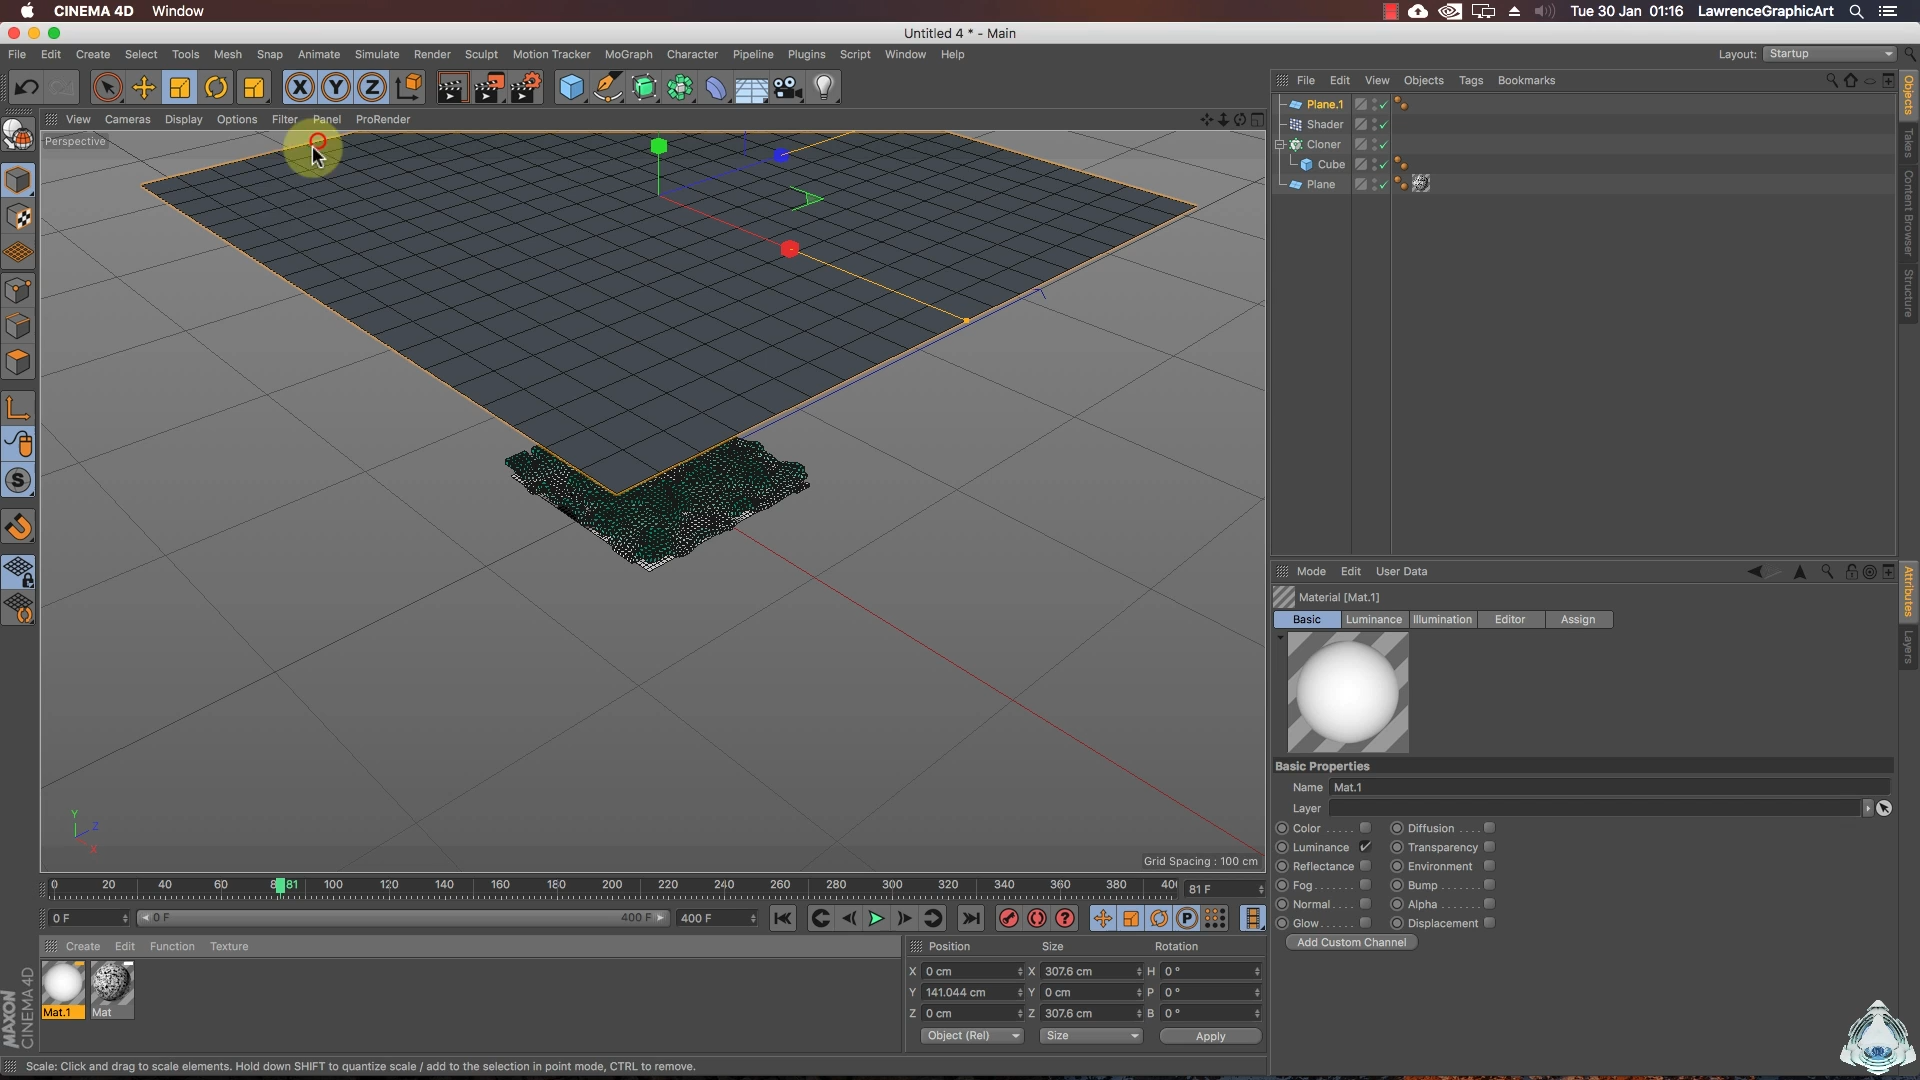 CINEMA 4D Window
Tue 30 Jan 01:16 LawrenceGraphicArt
Untitled 4 * - Main
File Edit Create Select Tools Mesh Snap Animate Simulate Render Sculpt Motion Tracker MoGraph Character Pipeline Plugins Script Window Help
Layout: Startup
X Y Z
File Edit View Objects Tags Bookmarks
View Cameras Display Options Filter Panel ProRender
Perspective
Plane.1
Shader
Cloner
Cube
Plane
Objects
Takes
Content Browser
Structure
Mode Edit User Data
Material [Mat.1]
Basic Luminance Illumination Editor Assign
Attributes
Layers
Basic Properties
Name Mat.1
Layer
Color Diffusion
Luminance Transparency
Reflectance Environment
Fog Bump
Normal Alpha
Glow Displacement
Add Custom Channel
Y
Z
X
Grid Spacing : 100 cm
0 20 40 60 81 100 120 140 160 180 200 220 240 260 280 300 320 340 360 380 81 F
0 F 0 F 400 F 400 F
Create Edit Function Texture
Mat.1 Mat
Position Size Rotation
X 0 cm X 307.6 cm H 0 °
Y 141.044 cm Y 0 cm P 0 °
Z 0 cm Z 307.6 cm B 0 °
Object (Rel) Size Apply
MAXON
CINEMA 4D
Scale: Click and drag to scale elements. Hold down SHIFT to quantize scale / add to the selection in point mode, CTRL to remove.